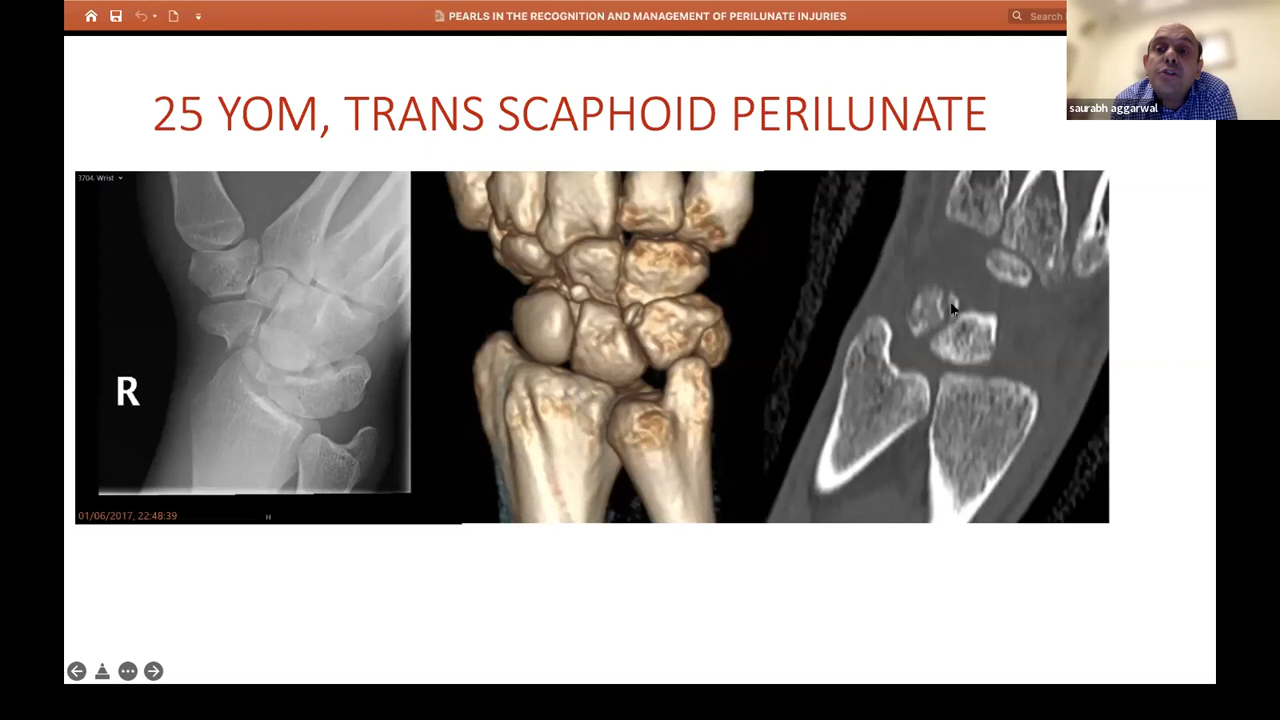 PEARLS IN THE RECOGNITION AND MANAGEMENT OF PERILUNATE INJURIES
Search
saurabh aggarwal
25 YOM, TRANS SCAPHOID PERILUNATE
3704. Wrist
R
01/06/2017, 22:48:39
H